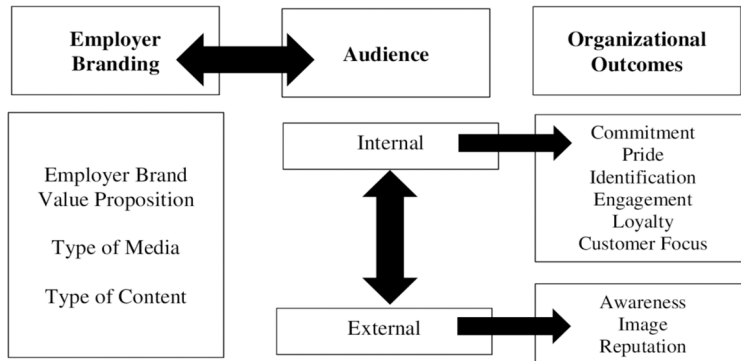 Employer
Branding
Audience
Organizational
Outcomes
Employer Brand
Value Proposition
Type of Media
Type of Content
Internal
External
Commitment
Pride
Identification
Engagement
Loyalty
Customer Focus
Awareness
Image
Reputation